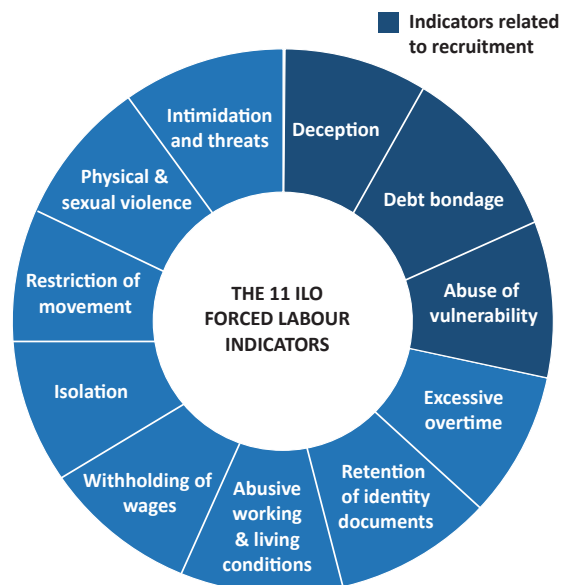 Indicators related
to recruitment
Deception
Debt bondage
Abuse of
vulnerability
Excessive
overtime
Retention
of identity
documents
Abusive
working
& living
conditions
Withholding of
wages
Isolation
Restriction of
movement
Physical &
sexual violence
Intimidation
and threats
THE 11 ILO
FORCED LABOUR
INDICATORS